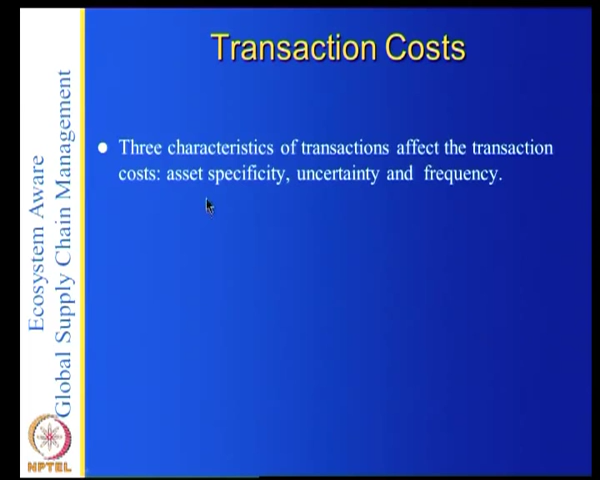 Transaction Costs
Three characteristics of transactions affect the transaction
costs: asset specificity, uncertainty and frequency.
Ecosystem Aware
Global Supply Chain Management
NPTEL